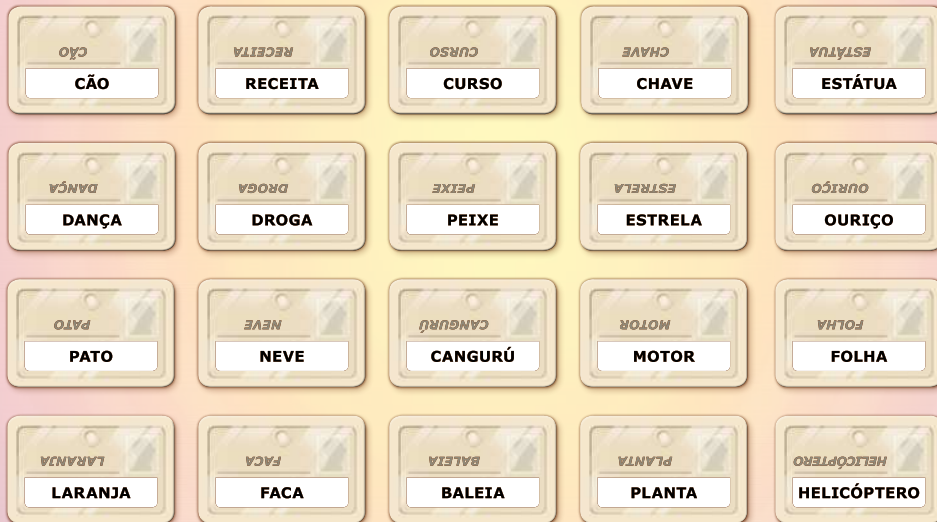 CÃO RECEITA CURSO CHAVE ESTÁTUA
CÃO RECEITA CURSO CHAVE ESTÁTUA
DANÇA DROGA PEIXE ESTRELA OURIÇO
DANÇA DROGA PEIXE ESTRELA OURIÇO
PATO NEVE CANGURÚ MOTOR FOLHA
PATO NEVE CANGURÚ MOTOR FOLHA
LARANJA FACA BALEIA PLANTA HELICÓPTERO
LARANJA FACA BALEIA PLANTA HELICÓPTERO